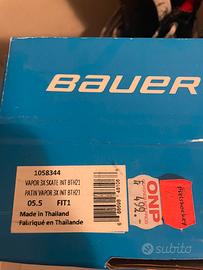 BAUER
1058344
VAPOR 3X SKATE INT BTH21
PATIN VAPOR 3X INT BTH21
05.5 FIT1
Made in Thailand
Fabriqué en Thaïlande
ONP
subito